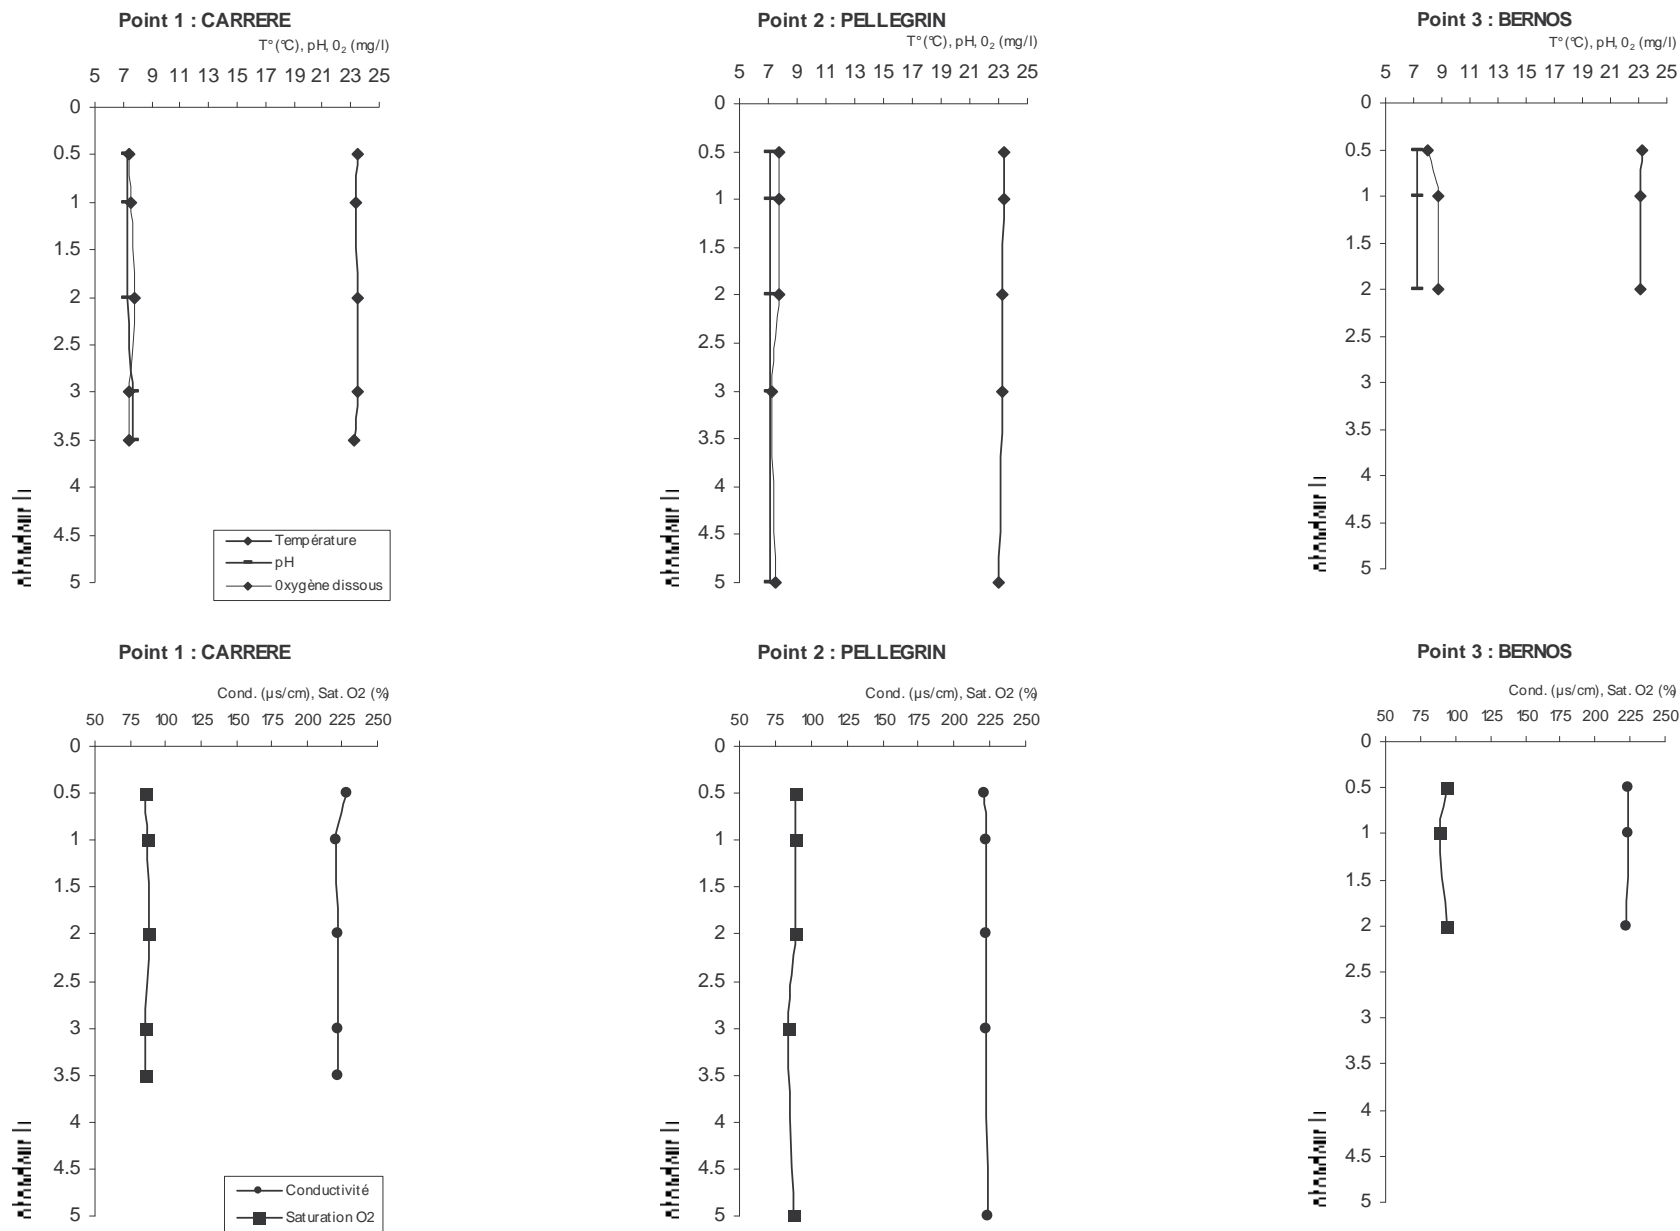 Point 1 : CARRERE
T° (°C), pH, 0₂ (mg/l)
5 7 9 11 13 15 17 19 21 23 25
0
0.5
1
1.5
2
2.5
3
3.5
4
4.5
5
Température
pH
0xygène dissous
Point 2 : PELLEGRIN
T° (°C), pH, 0₂ (mg/l)
5 7 9 11 13 15 17 19 21 23 25
0
0.5
1
1.5
2
2.5
3
3.5
4
4.5
5
Point 3 : BERNOS
T° (°C), pH, 0₂ (mg/l)
5 7 9 11 13 15 17 19 21 23 25
0
0.5
1
1.5
2
2.5
3
3.5
4
4.5
5
Point 1 : CARRERE
Cond. (µs/cm), Sat. O2 (%)
50 75 100 125 150 175 200 225 250
0
0.5
1
1.5
2
2.5
3
3.5
4
4.5
5
Conductivité
Saturation O2
Point 2 : PELLEGRIN
Cond. (µs/cm), Sat. O2 (%)
50 75 100 125 150 175 200 225 250
0
0.5
1
1.5
2
2.5
3
3.5
4
4.5
5
Point 3 : BERNOS
Cond. (µs/cm), Sat. O2 (%)
50 75 100 125 150 175 200 225 250
0
0.5
1
1.5
2
2.5
3
3.5
4
4.5
5